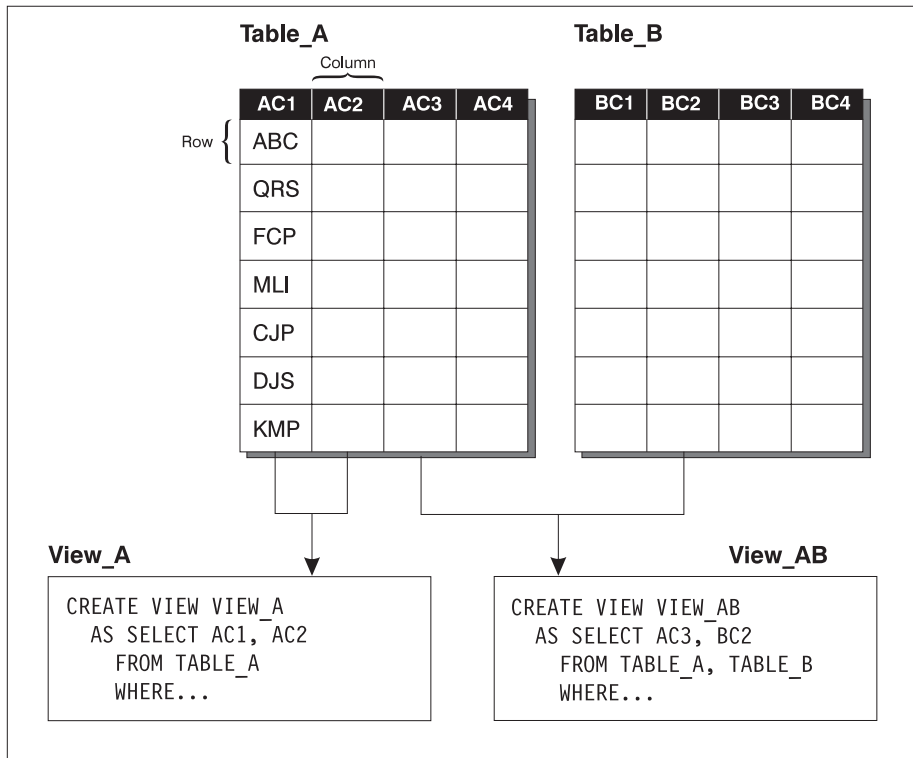 Table_A
Table_B
Column
AC1 AC2 AC3 AC4
BC1 BC2 BC3 BC4
Row
ABC
QRS
FCP
MLI
CJP
DJS
KMP
View_A
CREATE VIEW VIEW_A
AS SELECT AC1, AC2
FROM TABLE_A
WHERE...
View_AB
CREATE VIEW VIEW_AB
AS SELECT AC3, BC2
FROM TABLE_A, TABLE_B
WHERE...